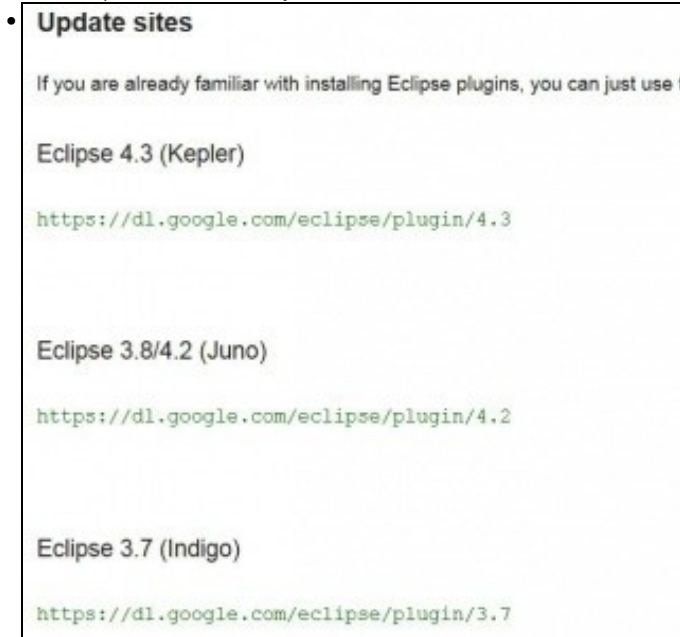 Update sites
If you are already familiar with installing Eclipse plugins, you can just use
Eclipse 4.3 (Kepler)
https://dl.google.com/eclipse/plugin/4.3
Eclipse 3.8/4.2 (Juno)
https://dl.google.com/eclipse/plugin/4.2
Eclipse 3.7 (Indigo)
https://dl.google.com/eclipse/plugin/3.7